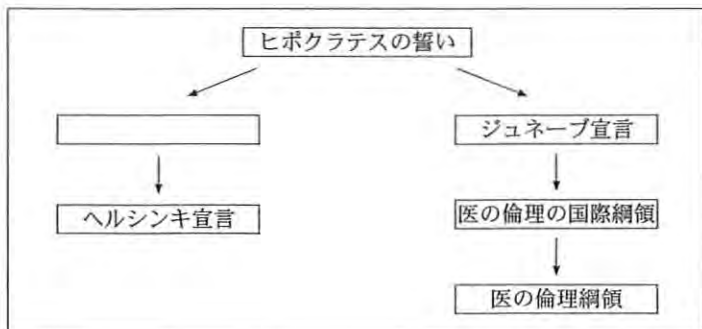 ヒポクラテスの誓い
ジュネーブ宣言
ヘルシンキ宣言
医の倫理の国際綱領
医の倫理綱領